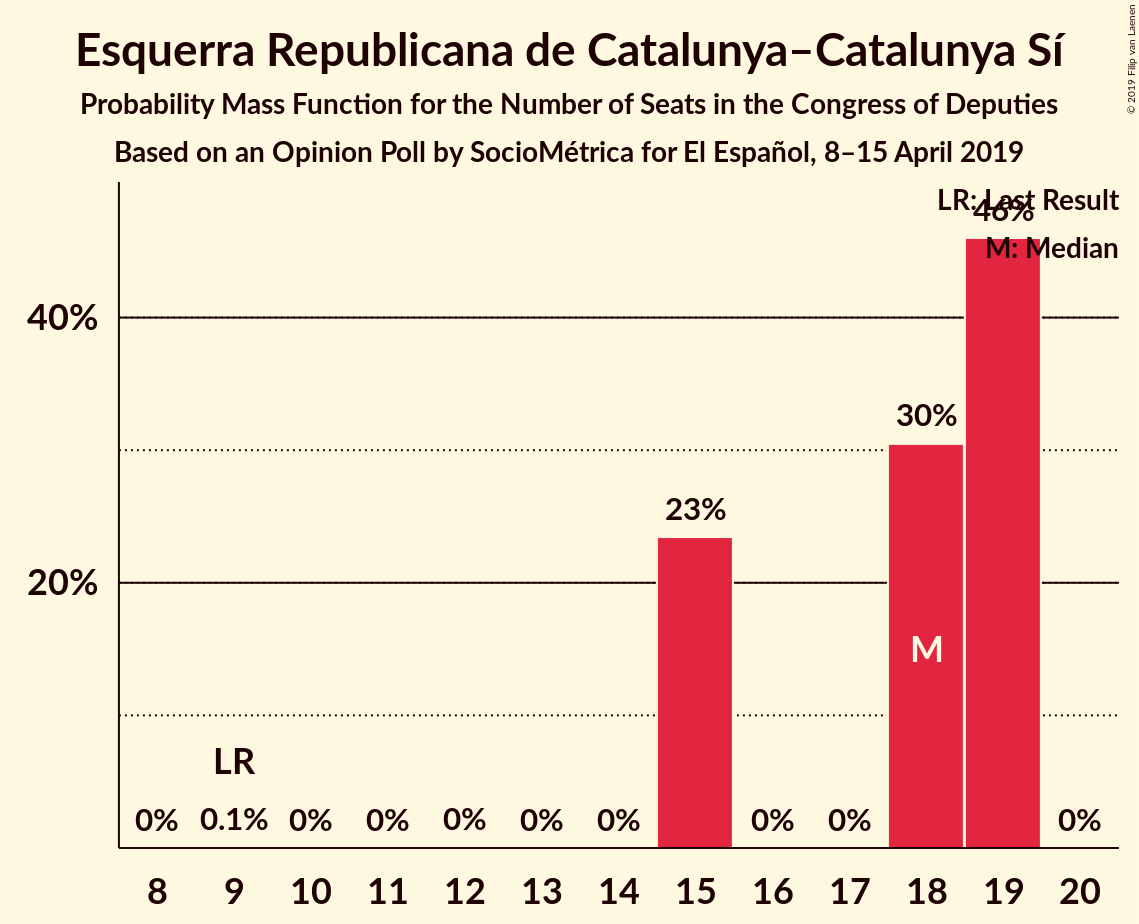 Esquerra Republicana de Catalunya–Catalunya Sí
Probability Mass Function for the Number of Seats in the Congress of Deputies
Based on an Opinion Poll by SocioMétrica for El Español, 8–15 April 2019
© 2019 Filip van Laenen
LR: Last Result
46%
M: Median
40%
30%
23%
20%
M
LR
0% 0.1% 0% 0% 0% 0% 0% 0% 0% 0%
8 9 10 11 12 13 14 15 16 17 18 19 20